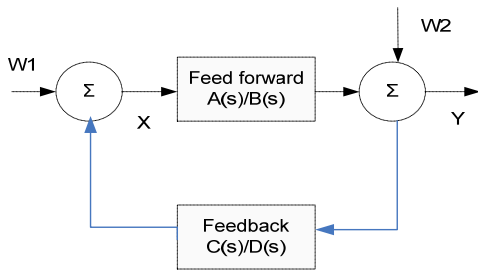 W2
W1
Σ
Feed forward
A(s)/B(s)
Σ
X
Y
Feedback
C(s)/D(s)